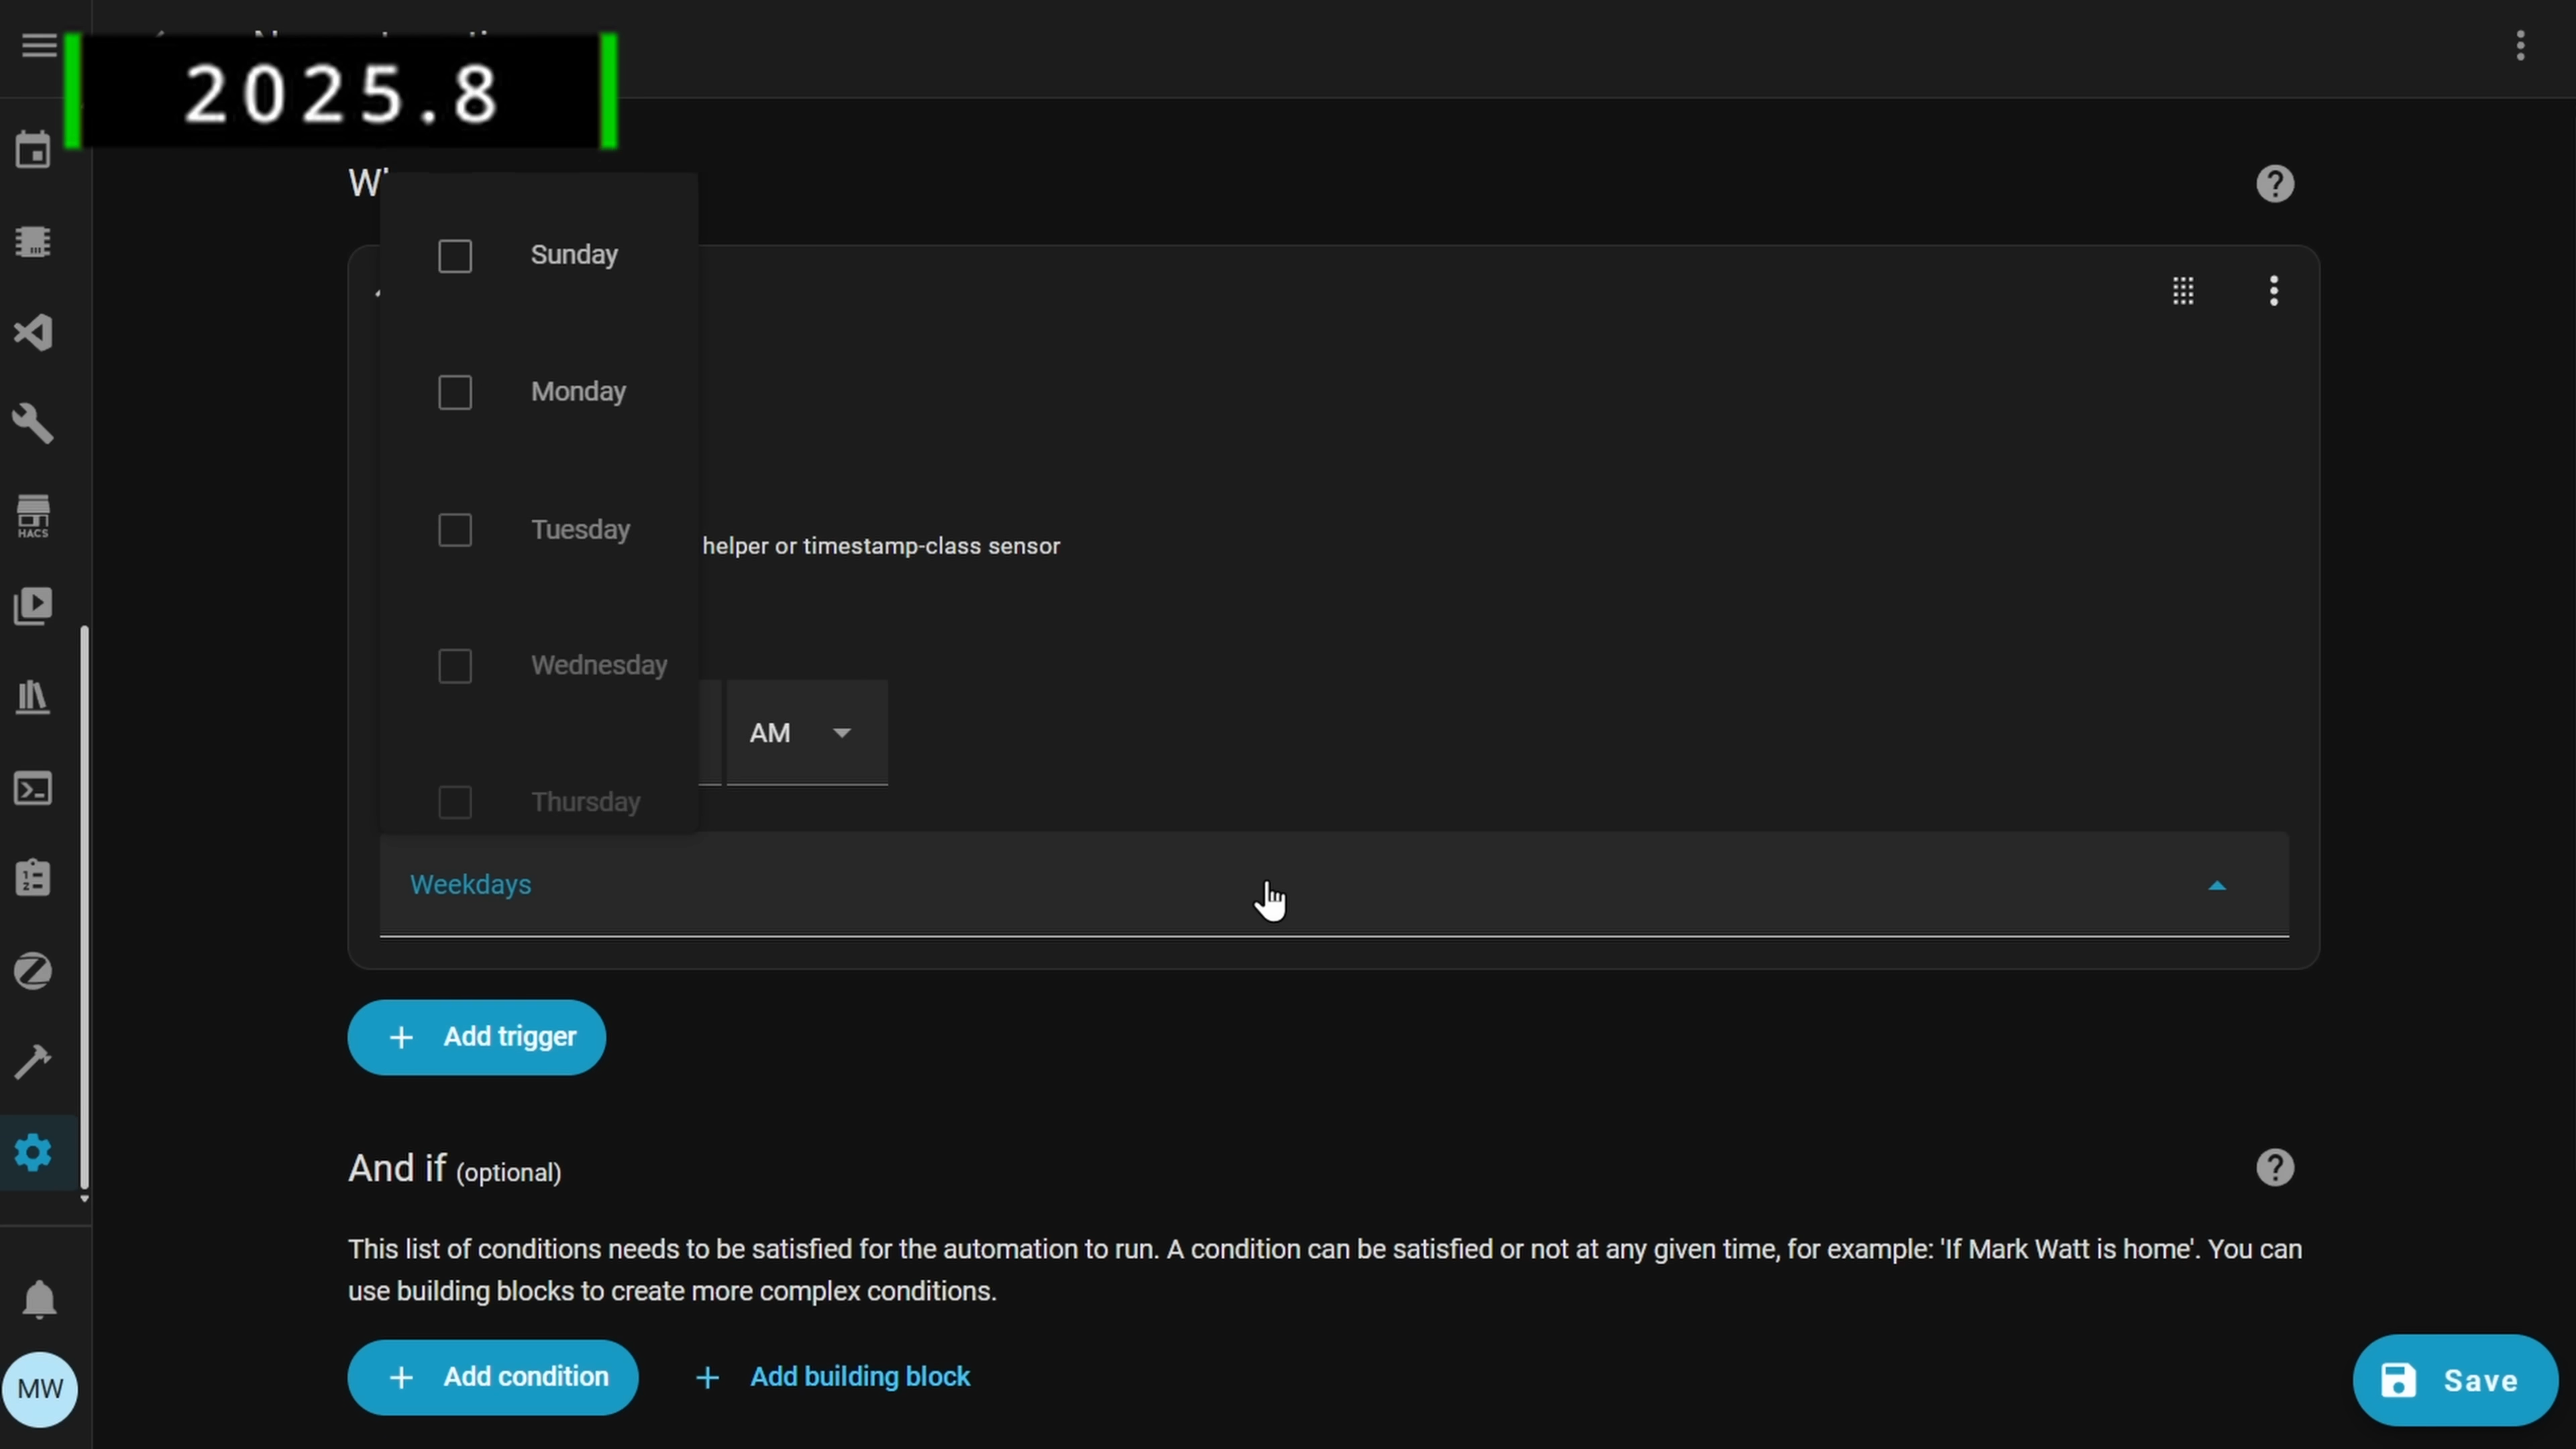 2025.8
Sunday
Monday
Tuesday
helper or timestamp-class sensor
Wednesday
AM
Thursday
Weekdays
Add trigger
And if (optional)
This list of conditions needs to be satisfied for the automation to run. A condition can be satisfied or not at any given time, for example: 'If Mark Watt is home'. You can
use building blocks to create more complex conditions.
Add condition
Add building block
Save
HACS
MW